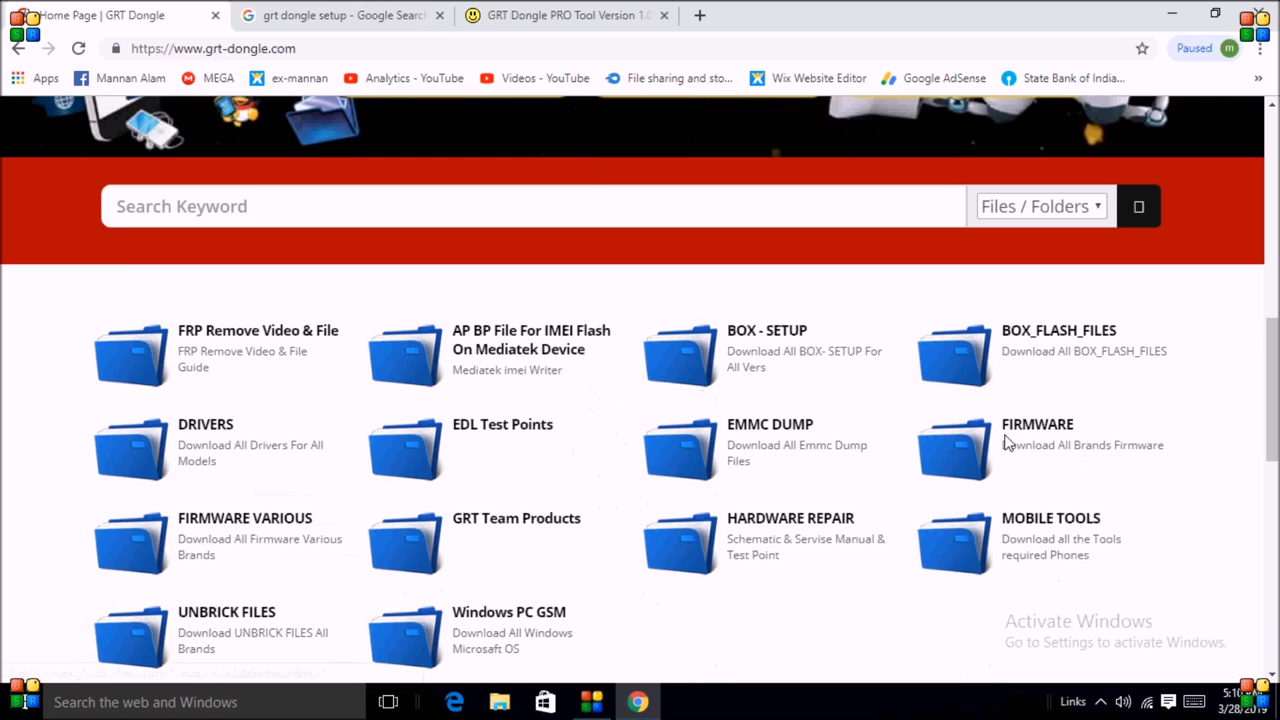 Home Page | GRT Dongle
grt dongle setup - Google Search
GRT Dongle PRO Tool Version 1.0
https://www.grt-dongle.com
Paused m
Apps Mannan Alam MEGA ex-mannan Analytics - YouTube Videos - YouTube File sharing and sto... Wix Website Editor Google AdSense State Bank of India... »
Search Keyword
Files / Folders
FRP Remove Video & File
FRP Remove Video & File
Guide
AP BP File For IMEI Flash
On Mediatek Device
Mediatek imei Writer
BOX - SETUP
Download All BOX- SETUP For
All Vers
BOX_FLASH_FILES
Download All BOX_FLASH_FILES
DRIVERS
Download All Drivers For All
Models
EDL Test Points
EMMC DUMP
Download All Emmc Dump
Files
FIRMWARE
Download All Brands Firmware
FIRMWARE VARIOUS
Download All Firmware Various
Brands
GRT Team Products
HARDWARE REPAIR
Schematic & Servise Manual &
Test Point
MOBILE TOOLS
Download all the Tools
required Phones
UNBRICK FILES
Download UNBRICK FILES All
Brands
Windows PC GSM
Download All Windows
Microsaft OS
Activate Windows
Go to Settings to activate Windows.
Search the web and Windows
Links
3/28/2019